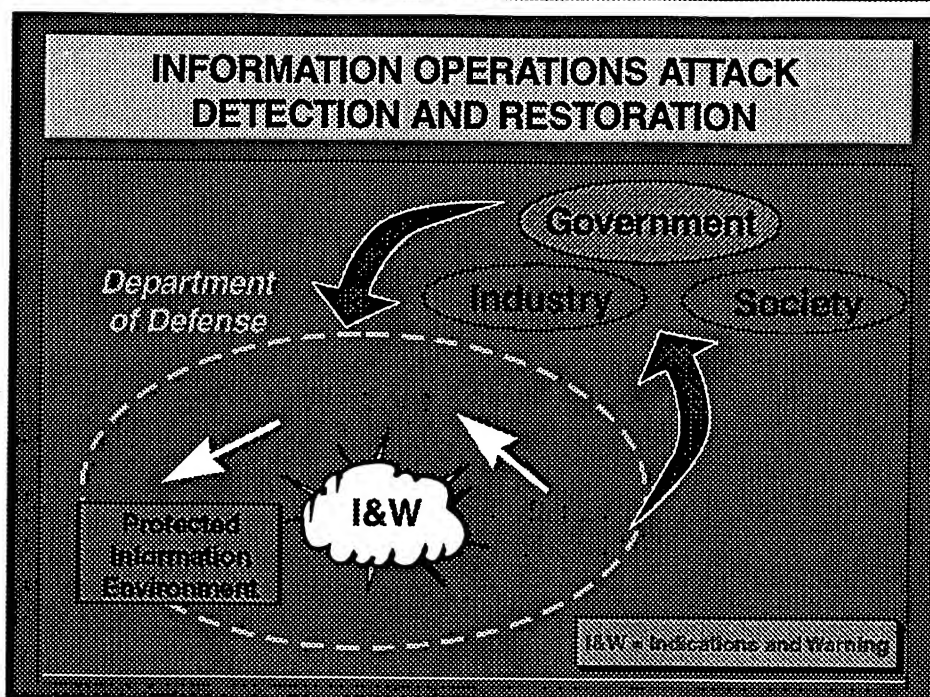 INFORMATION OPERATIONS ATTACK
DETECTION AND RESTORATION
Government
Department
of Defense
Industry
Society
I&W
Protected
Information
Environment
I&W = Indications and Warning